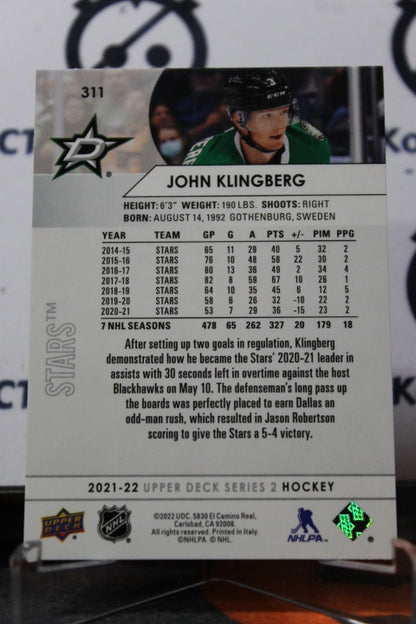 311
D
JOHN KLINGBERG
HEIGHT: 6'3" WEIGHT: 190 LBS. SHOOTS: RIGHT
BORN: AUGUST 14, 1992 GOTHENBURG, SWEDEN
YEAR TEAM GP G A PTS +/- PIM PPG
2014-15 STARS 65 11 29 40 5 32 2
2015-16 STARS 76 10 48 58 22 30 2
2016-17 STARS 80 13 36 49 2 34 4
2017-18 STARS 82 8 59 67 10 26 1
2018-19 STARS 64 10 35 45 6 12 5
2019-20 STARS 58 6 26 32 -10 22 2
2020-21 STARS 53 7 29 36 -15 23 2
7 NHL SEASONS 478 65 262 327 20 179 18
STARS™
After setting up two goals in regulation, Klingberg
demonstrated how he became the Stars' 2020-21 leader in
assists with 30 seconds left in overtime against the host
Blackhawks on May 10. The defenseman's long pass up
the boards was perfectly placed to earn Dallas an
odd-man rush, which resulted in Jason Robertson
scoring to give the Stars a 5-4 victory.
2021-22 UPPER DECK SERIES 2 HOCKEY
UPPER DECK
NHL
©2022 UDC. 5830 El Camino Real,
Carlsbad, CA 92008.
All rights reserved. Printed in Italy.
©NHLPA. © NHL.
NHLPA